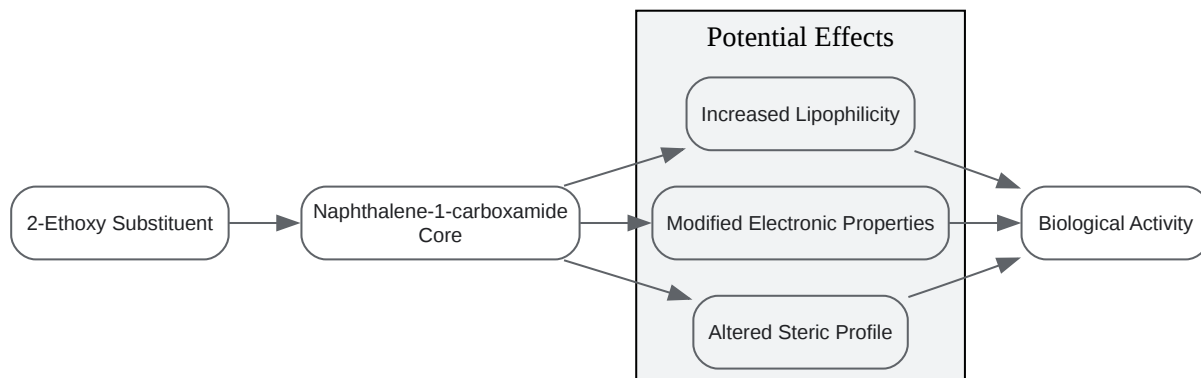 Potential Effects
Increased Lipophilicity
2-Ethoxy Substituent
Naphthalene-1-carboxamide
Core
Modified Electronic Properties
Biological Activity
Altered Steric Profile